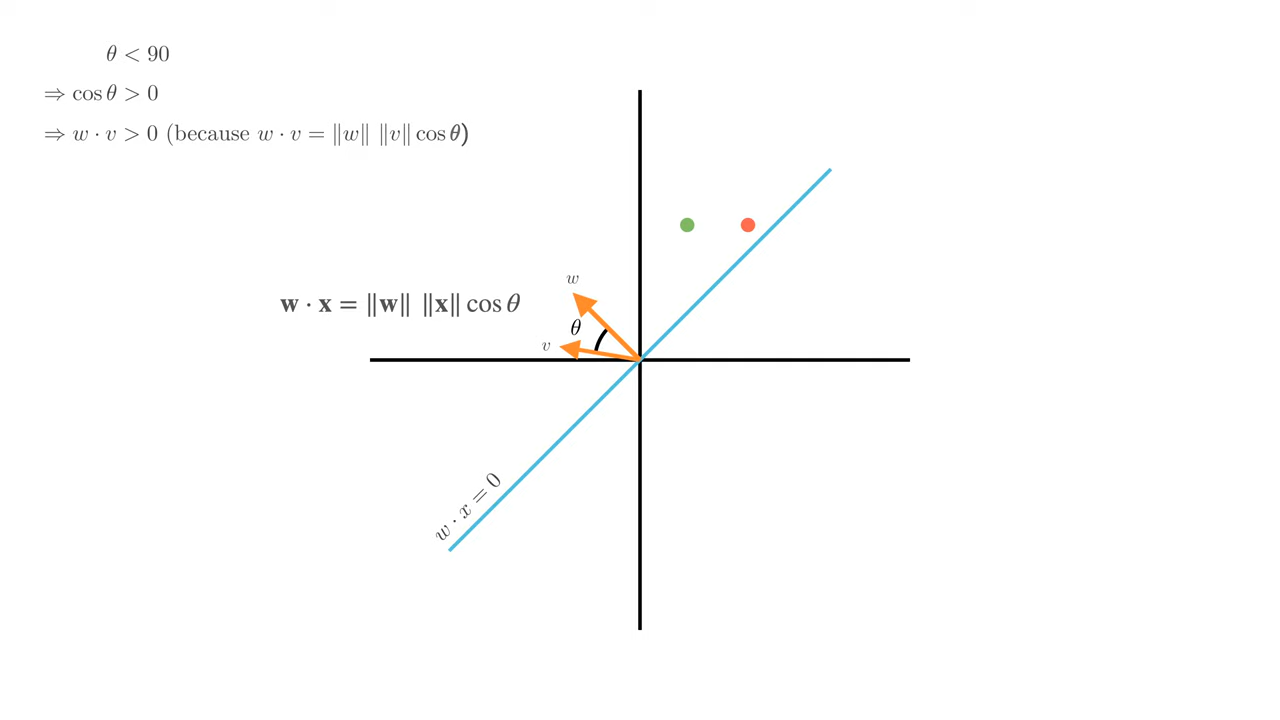 θ < 90
⇒ cos θ > 0
⇒ w · v > 0 (because w · v = ‖w‖ ‖v‖ cos θ)
w
w · x = ‖w‖ ‖x‖ cos θ
θ
v
w · x = 0